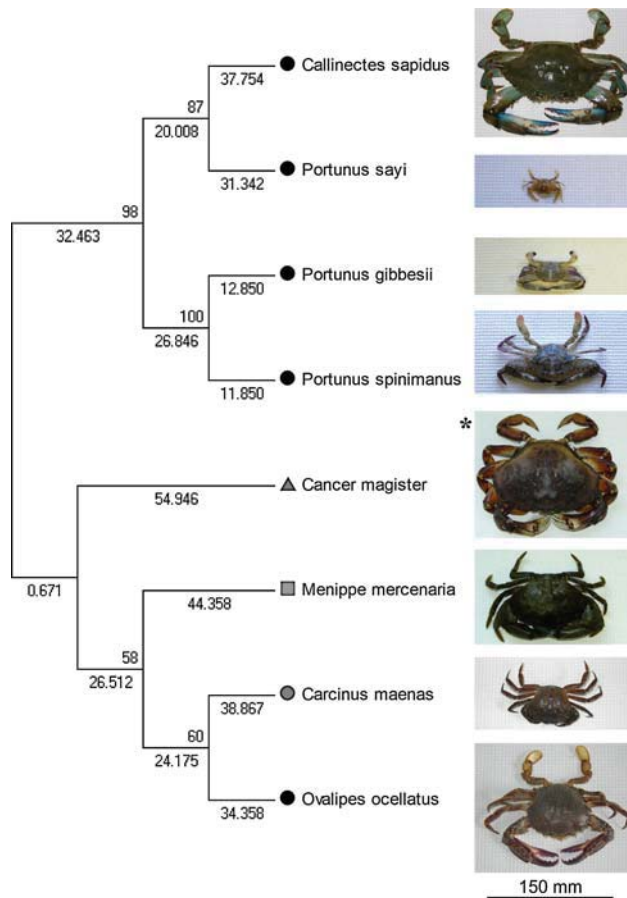 Callinectes sapidus
37.754
87
20.008
Portunus sayi
31.342
98
32.463
Portunus gibbesii
12.850
100
26.846
Portunus spinimanus
11.850
*
Cancer magister
54.946
0.671
Menippe mercenaria
44.358
58
26.512
Carcinus maenas
38.867
60
24.175
Ovalipes ocellatus
34.358
150 mm